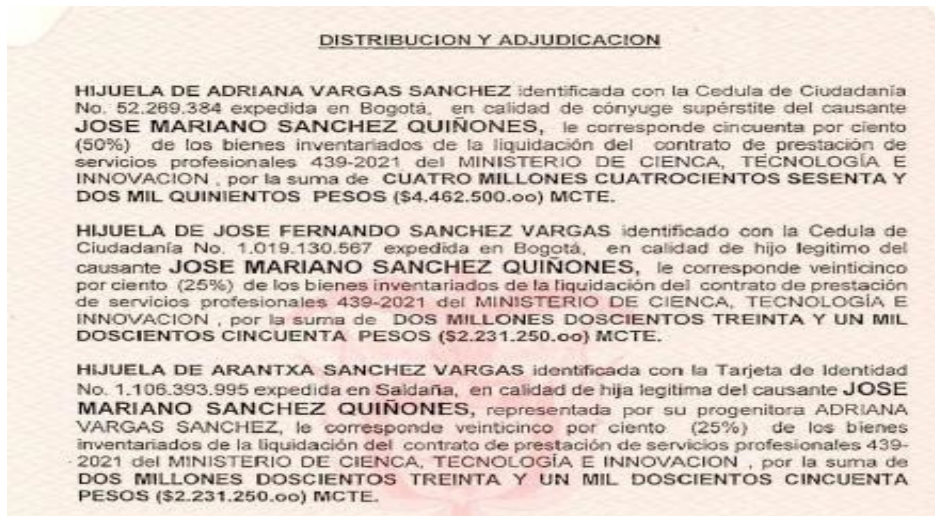 DISTRIBUCION Y ADJUDICACION
HIJUELA DE ADRIANA VARGAS SANCHEZ identificada con la Cedula de Ciudadanía
No. 52.269.384 expedida en Bogotá, en calidad de cónyuge supérstite del causante
JOSE MARIANO SANCHEZ QUIÑONES, le corresponde cincuenta por ciento
(50%) de los bienes inventariados de la liquidación del contrato de prestación de
servicios profesionales 439-2021 del MINISTERIO DE CIENCA, TECNOLOGÍA E
INNOVACION , por la suma de CUATRO MILLONES CUATROCIENTOS SESENTA Y
DOS MIL QUINIENTOS PESOS ($4.462.500.oo) MCTE.
HIJUELA DE JOSE FERNANDO SANCHEZ VARGAS identificado con la Cedula de
Ciudadanía No. 1.019.130.567 expedida en Bogotá, en calidad de hijo legitimo del
causante JOSE MARIANO SANCHEZ QUIÑONES, le corresponde veinticinco
por ciento (25%) de los bienes inventariados de la liquidación del contrato de prestación
de servicios profesionales 439-2021 del MINISTERIO DE CIENCA, TECNOLOGÍA E
INNOVACION , por la suma de DOS MILLONES DOSCIENTOS TREINTA Y UN MIL
DOSCIENTOS CINCUENTA PESOS ($2.231.250.oo) MCTE.
HIJUELA DE ARANTXA SANCHEZ VARGAS identificada con la Tarjeta de Identidad
No. 1.106.393.995 expedida en Saldaña, en calidad de hija legitima del causante JOSE
MARIANO SANCHEZ QUIÑONES, representada por su progenitora ADRIANA
VARGAS SANCHEZ, le corresponde veinticinco por ciento (25%) de los bienes
inventariados de la liquidación del contrato de prestación de servicios profesionales 439-
2021 del MINISTERIO DE CIENCA, TECNOLOGÍA E INNOVACION , por la suma de
DOS MILLONES DOSCIENTOS TREINTA Y UN MIL DOSCIENTOS CINCUENTA
PESOS ($2.231.250.oo) MCTE.